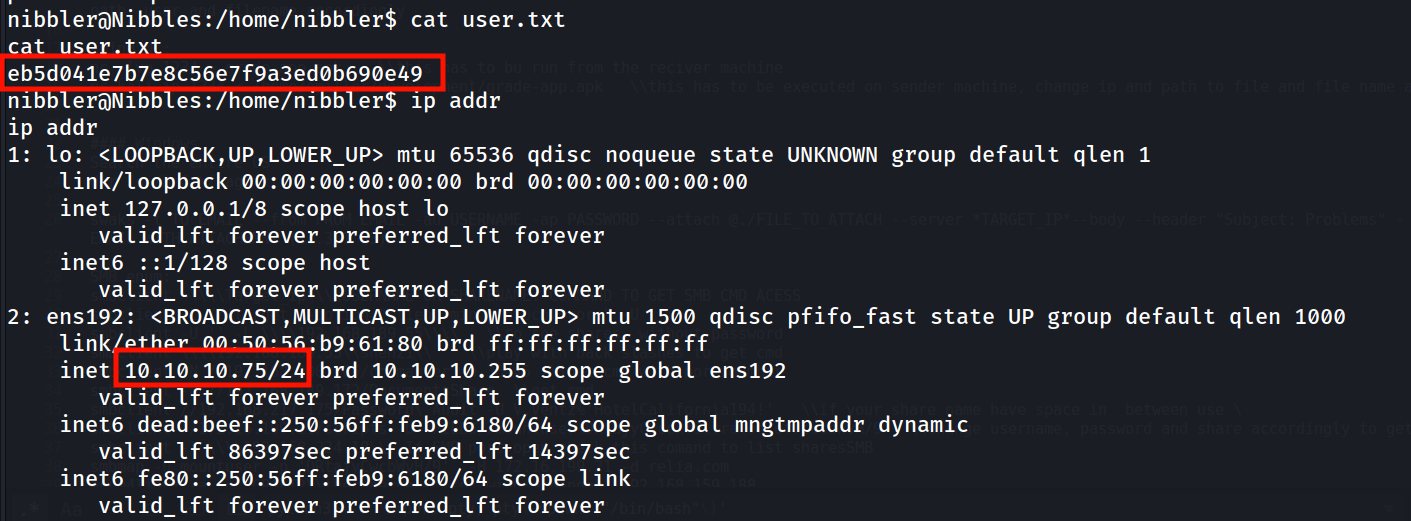 nibbler@Nibbles:/home/nibbler$ cat user.txt
cat user.txt
eb5d041e7b7e8c56e7f9a3ed0b690e49
nibbler@Nibbles:/home/nibbler$ ip addr
ip addr
1: lo: <LOOPBACK,UP,LOWER_UP> mtu 65536 qdisc noqueue state UNKNOWN group default qlen 1
link/loopback 00:00:00:00:00:00 brd 00:00:00:00:00:00
inet 127.0.0.1/8 scope host lo
valid_lft forever preferred_lft forever
inet6 ::1/128 scope host
valid_lft forever preferred_lft forever
2: ens192: <BROADCAST,MULTICAST,UP,LOWER_UP> mtu 1500 qdisc pfifo_fast state UP group default qlen 1000
link/ether 00:50:56:b9:61:80 brd ff:ff:ff:ff:ff:ff
inet 10.10.10.75/24 brd 10.10.10.255 scope global ens192
valid_lft forever preferred_lft forever
inet6 dead:beef::250:56ff:feb9:6180/64 scope global mngtmpaddr dynamic
valid_lft 86397sec preferred_lft 14397sec
inet6 fe80::250:56ff:feb9:6180/64 scope link
valid_lft forever preferred_lft forever